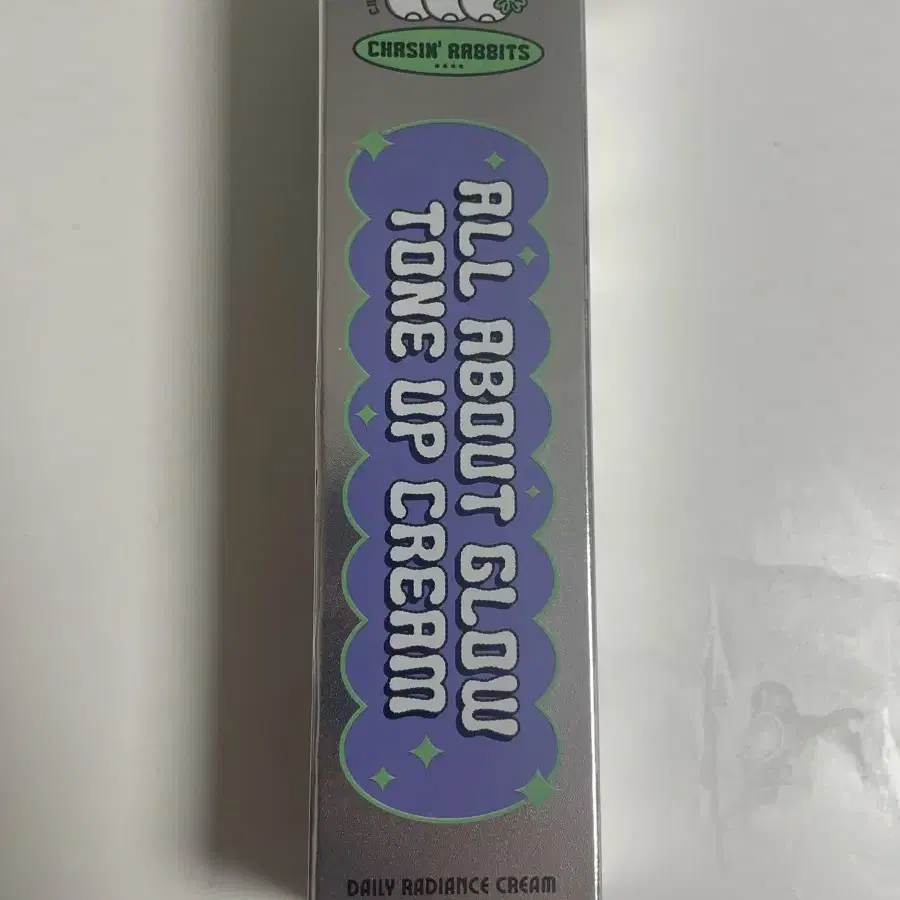 CHASIN' RABBITS
ALL ABOUT GLOW
TONE UP CREAM
DAILY RADIANCE CREAM